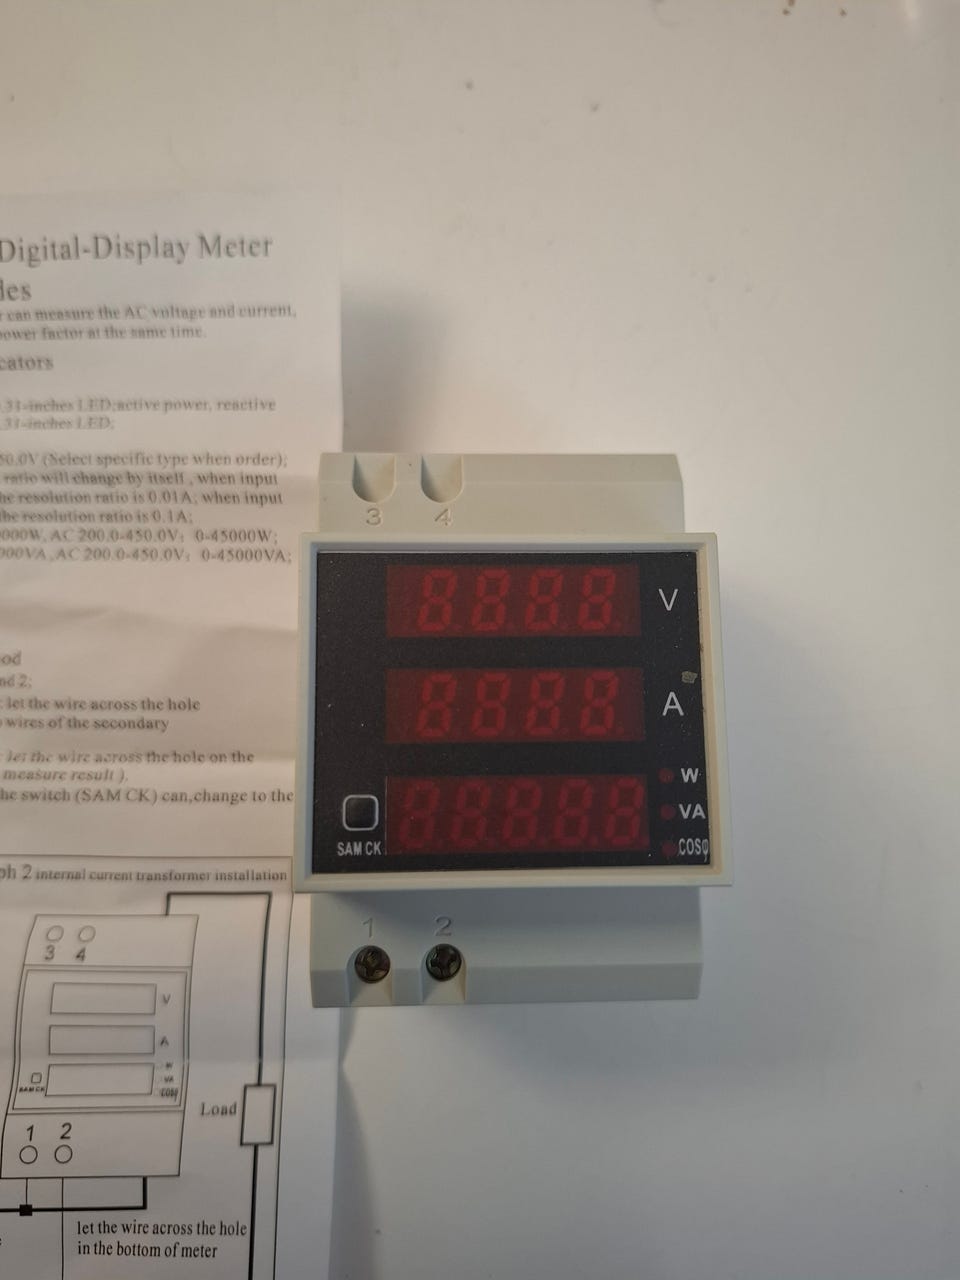 Digital-Display Meter
les
can measure the AC voltage and current,
power factor at the same time.
cators
.31-inches LED;active power, reactive
.31-inches LED;
50.0V (Select specific type when order);
ratio will change by itself , when input
he resolution ratio is 0.01A; when input
the resolution ratio is 0.1A;
000W, AC 200.0-450.0V: 0-45000W;
000VA ,AC 200.0-450.0V: 0-45000VA;
od
nd 2;
let the wire across the hole
wires of the secondary
let the wire across the hole on the
measure result ).
he switch (SAM CK) can,change to the
ph 2 internal current transformer installation
3 4
V
A
W
VA
COSφ
SAM CK
1 2
Load
let the wire across the hole
in the bottom of meter
3 4
8888 V
8888 A
88888
W
VA
COSφ
SAM CK
1 2